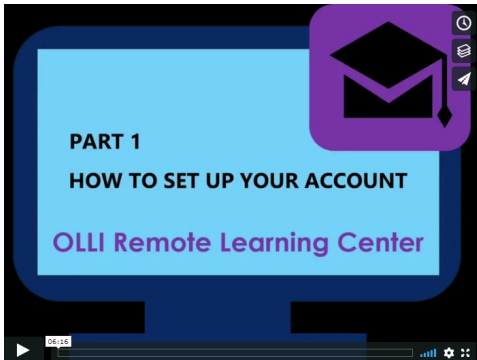 PART 1
HOW TO SET UP YOUR ACCOUNT
OLLI Remote Learning Center
06:16